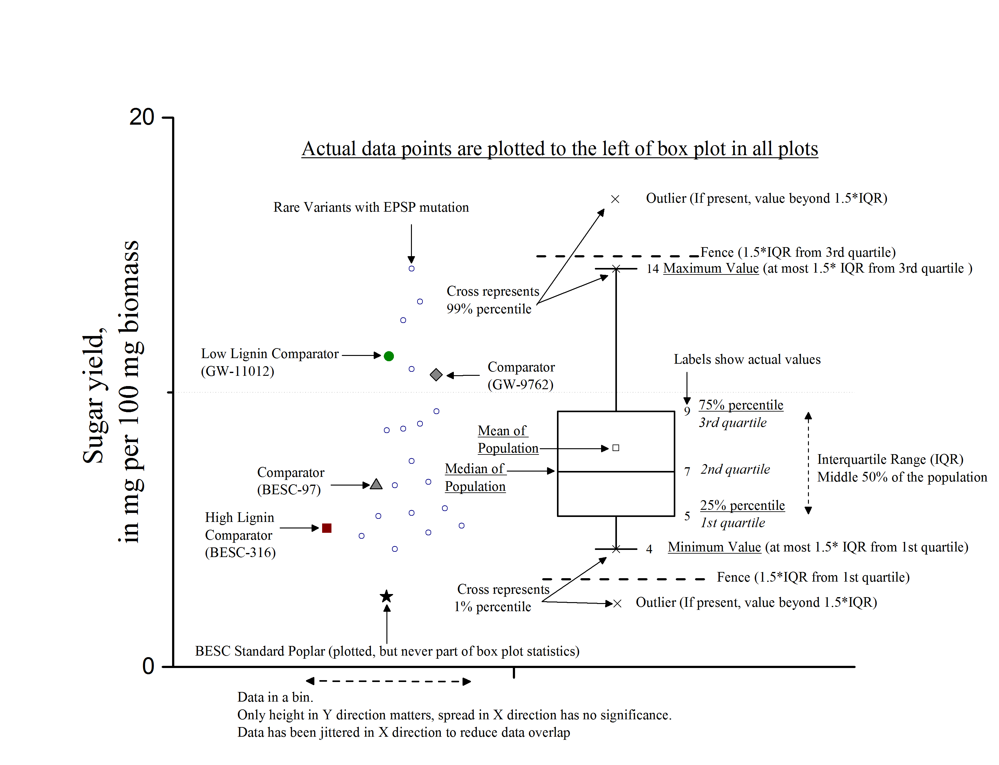 20
Actual data points are plotted to the left of box plot in all plots
Outlier (If present, value beyond 1.5*IQR)
Rare Variants with EPSP mutation
Fence (1.5*IQR from 3rd quartile)
14 Maximum Value (at most 1.5* IQR from 3rd quartile )
Cross represents
99% percentile
Sugar yield,
in mg per 100 mg biomass
Low Lignin Comparator
(GW-11012)
Comparator
(GW-9762)
Labels show actual values
9 75% percentile
3rd quartile
Mean of
Population
Median of
Population
7 2nd quartile
Interquartile Range (IQR)
Middle 50% of the population
Comparator
(BESC-97)
High Lignin
Comparator
(BESC-316)
5 25% percentile
1st quartile
4 Minimum Value (at most 1.5* IQR from 1st quartile)
Fence (1.5*IQR from 1st quartile)
Cross represents
1% percentile
Outlier (If present, value beyond 1.5*IQR)
BESC Standard Poplar (plotted, but never part of box plot statistics)
0
Data in a bin.
Only height in Y direction matters, spread in X direction has no significance.
Data has been jittered in X direction to reduce data overlap